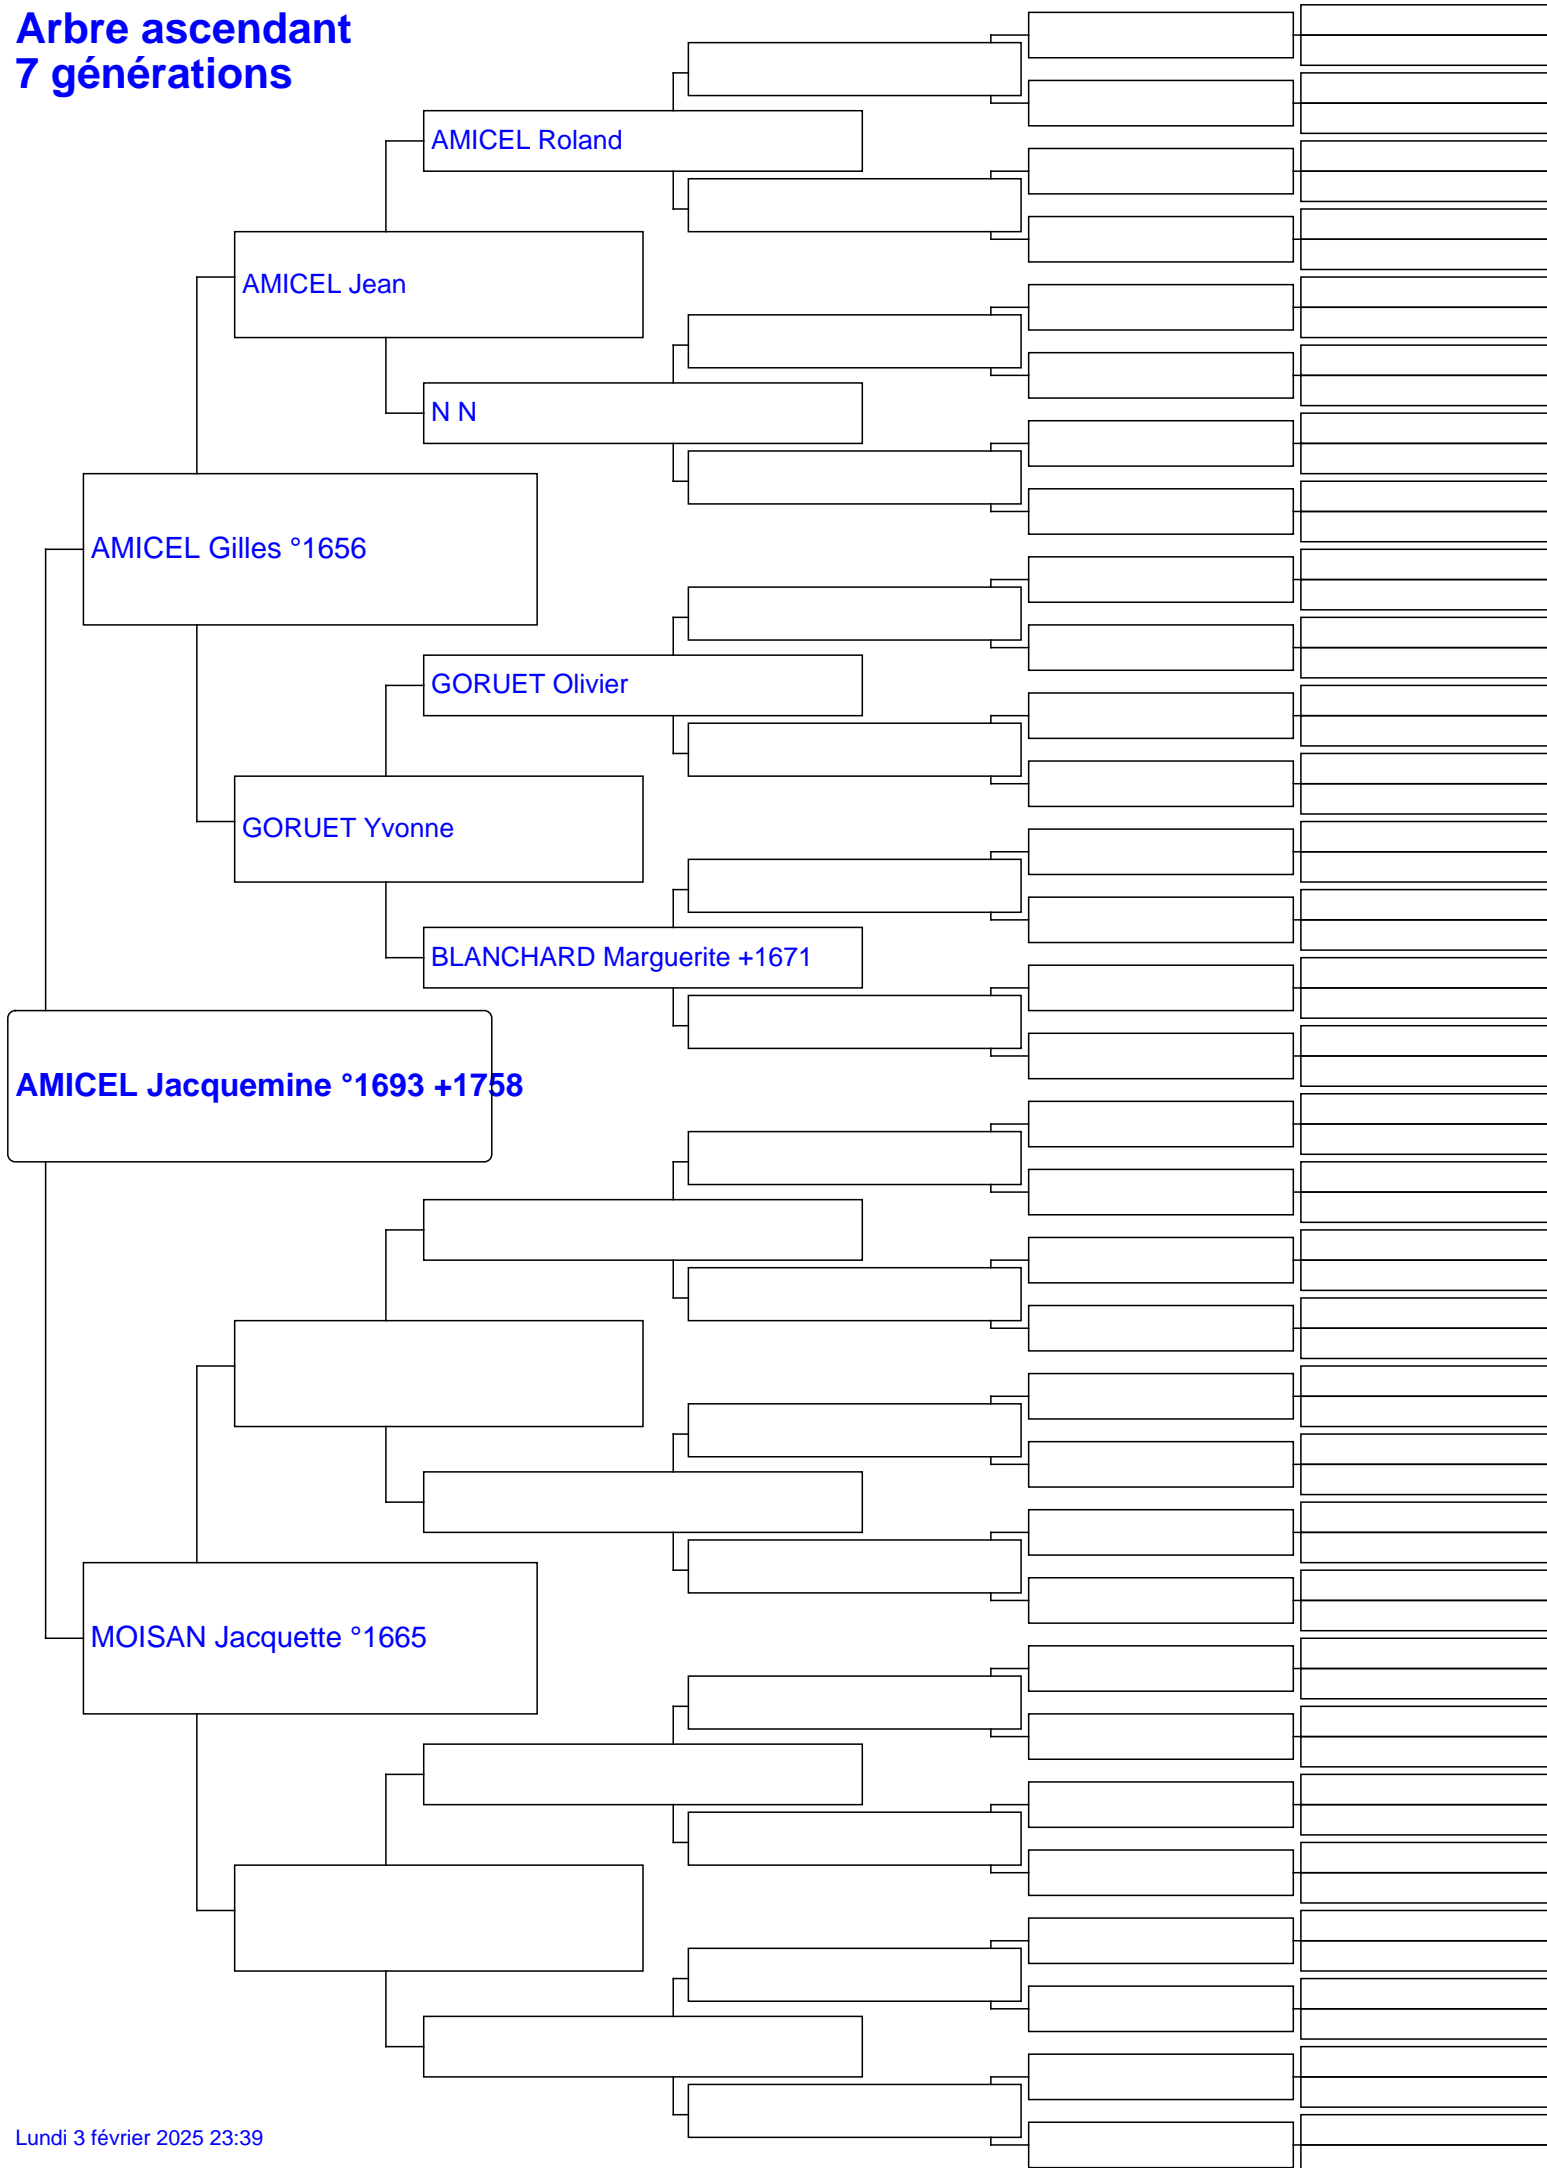 Arbre ascendant
7 générations
AMICEL Roland
AMICEL Jean
N N
AMICEL Gilles °1656
GORUET Olivier
GORUET Yvonne
BLANCHARD Marguerite +1671
AMICEL Jacquemine °1693 +1758
MOISAN Jacquette °1665
Lundi 3 février 2025 23:39